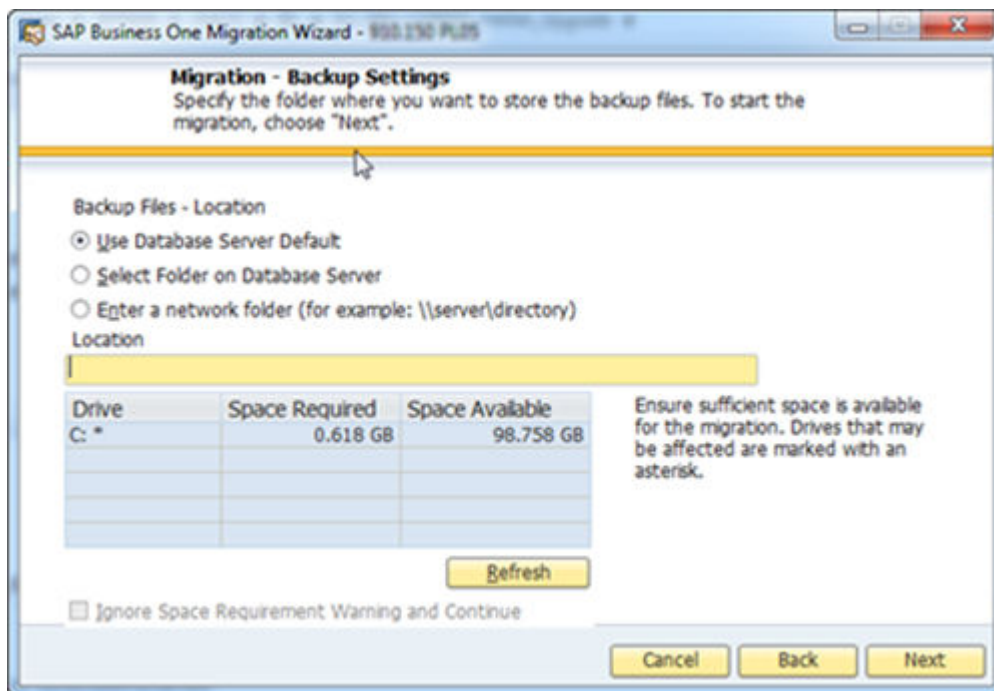 SAP Business One Migration Wizard -
Migration - Backup Settings
Specify the folder where you want to store the backup files. To start the
migration, choose "Next".
Backup Files - Location
Use Database Server Default
Select Folder on Database Server
Enter a network folder (for example: \\server\directory)
Location
Drive Space Required Space Available
C: * 0.618 GB 98.758 GB
Ensure sufficient space is available
for the migration. Drives that may
be affected are marked with an
asterisk.
Refresh
Ignore Space Requirement Warning and Continue
Cancel Back Next